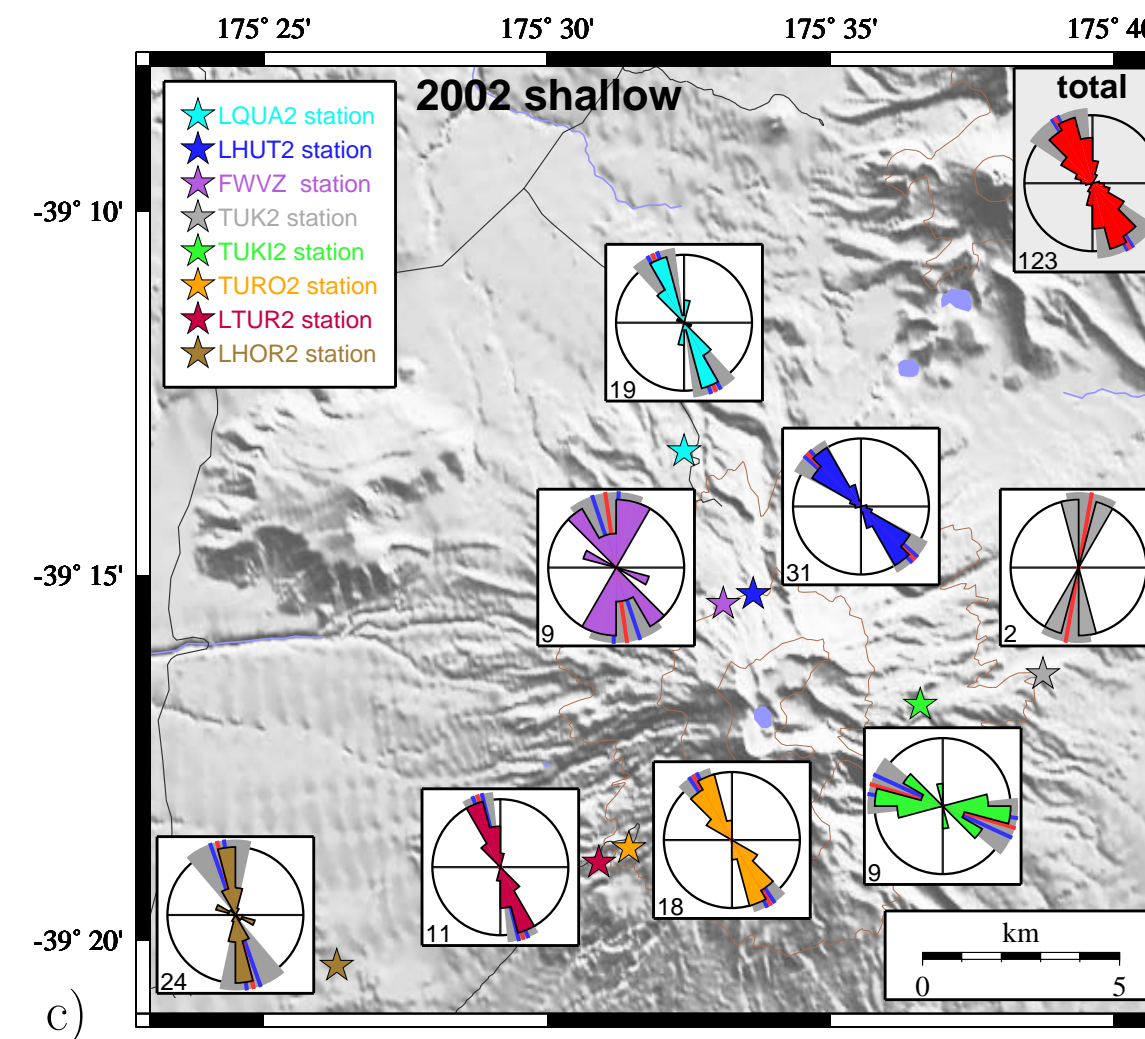 175° 25'
175° 30'
175° 35'
175° 40
2002 shallow
total
LQUA2 station
LHUT2 station
FWVZ station
TUK2 station
TUKI2 station
TURO2 station
LTUR2 station
LHOR2 station
-39° 10'
123
19
31
-39° 15'
9
2
9
18
11
24
-39° 20'
km
0
5
c)